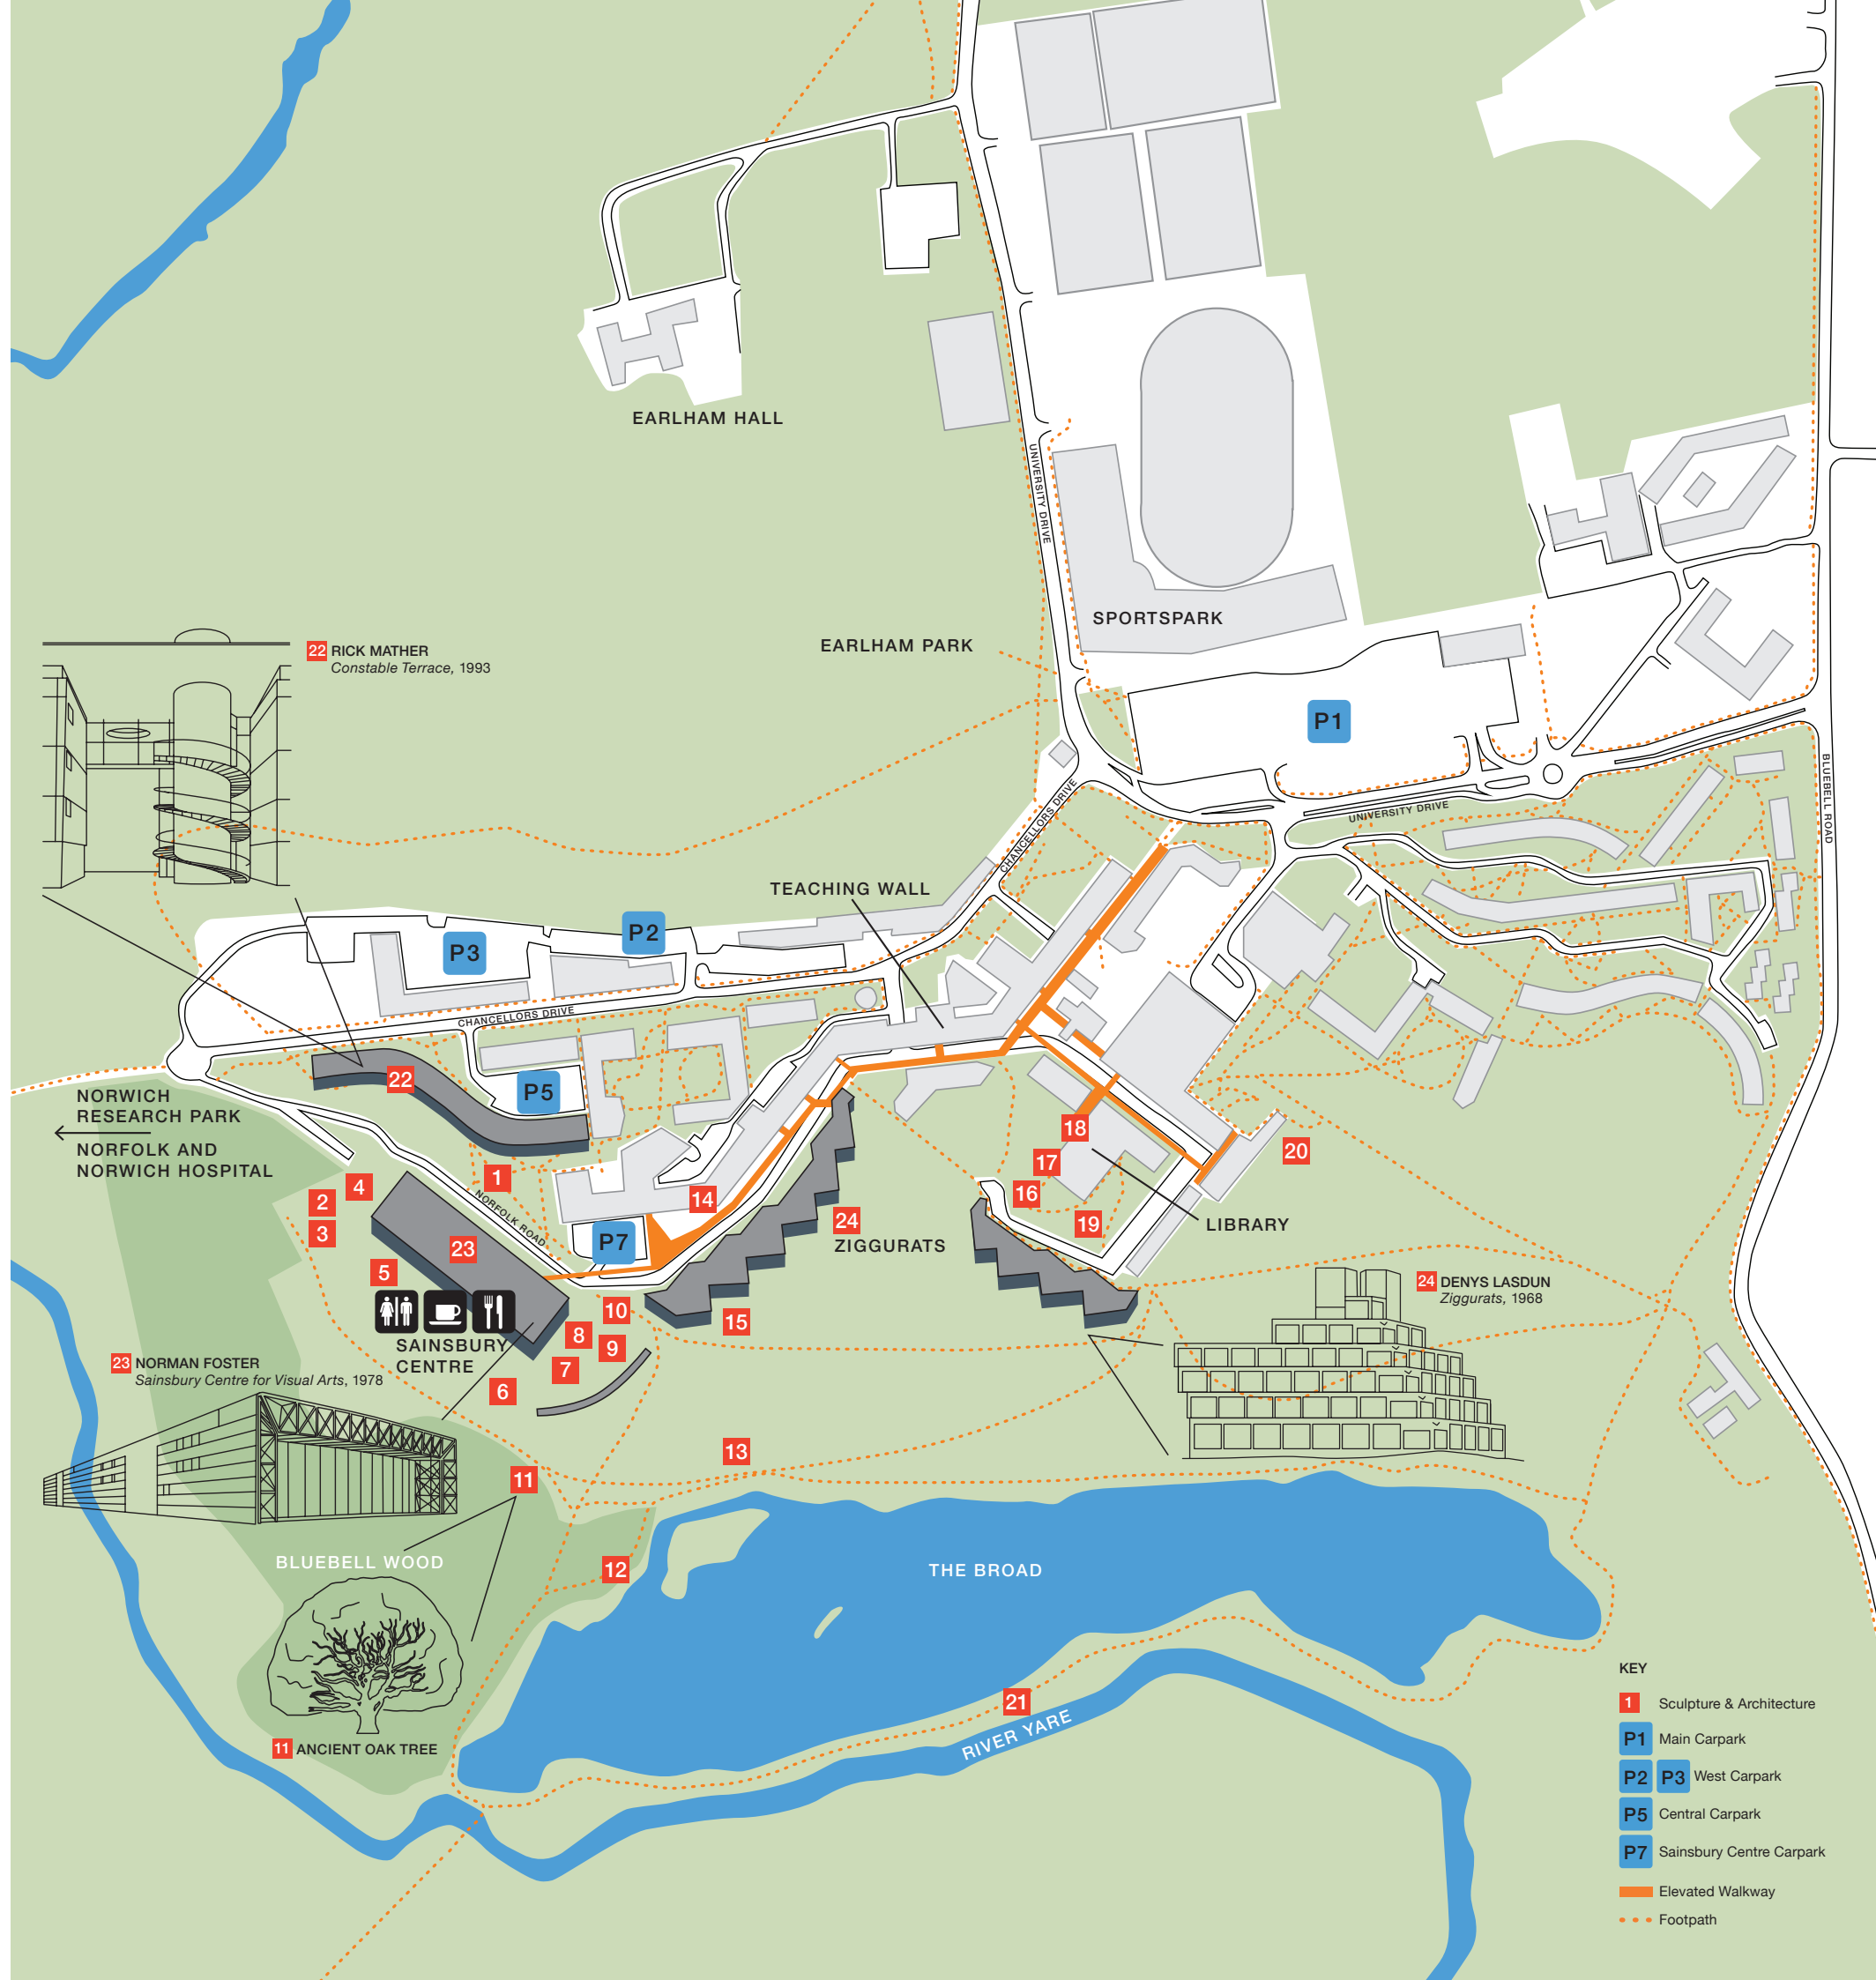 EARLHAM HALL
UNIVERSITY DRIVE
SPORTSPARK
EARLHAM PARK
22 RICK MATHER
Constable Terrace, 1993
P1
BLUEBELL ROAD
UNIVERSITY DRIVE
CHANCELLORS DRIVE
TEACHING WALL
P2
P3
CHANCELLORS DRIVE
22
P5
NORWICH
RESEARCH PARK
NORFOLK AND
NORWICH HOSPITAL
18
20
17
1
4
2
3
16
14
NORFOLK ROAD
24
ZIGGURATS
19
LIBRARY
P7
23
5
10
15
8
9
7
6
SAINSBURY
CENTRE
24 DENYS LASDUN
Ziggurats, 1968
23 NORMAN FOSTER
Sainsbury Centre for Visual Arts, 1978
13
11
BLUEBELL WOOD
12
THE BROAD
21
RIVER YARE
11 ANCIENT OAK TREE
KEY
1 Sculpture & Architecture
P1 Main Carpark
P2 P3 West Carpark
P5 Central Carpark
P7 Sainsbury Centre Carpark
Elevated Walkway
Footpath